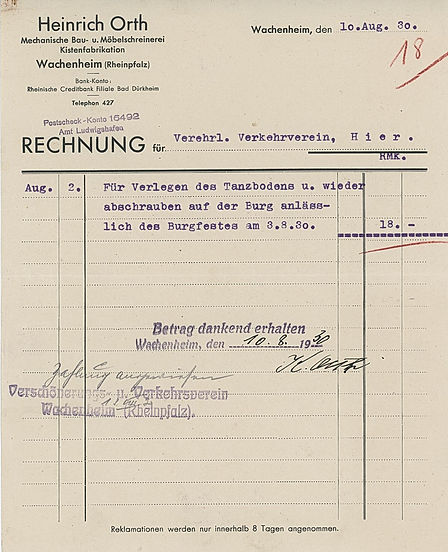 Heinrich Orth
Mechanische Bau- u. Möbelschreinerei
Kistenfabrikation
Wachenheim (Rheinpfalz)
Bank-Konto:
Rheinische Creditbank Filiale Bad Dürkheim
Telephon 427
Wachenheim, den 10.Aug. 30.
18
Postscheck-Konto 16492
Amt Ludwigshafen
RECHNUNG für Verehrl. Verkehrverein, Hier.
RMK.
Aug. 2. Für Verlegen des Tanzbodens u. wieder
abschrauben auf der Burg anläss-
lich des Burgfestes am 3.8.30. 18.-
Betrag dankend erhalten
Wachenheim, den 10. 8. 1930
K. Orth
Zahlung angewiesen
Verschönerungs- u. Verkehrsverein
Wachenheim (Rheinpfalz).
Reklamationen werden nur innerhalb 8 Tagen angenommen.